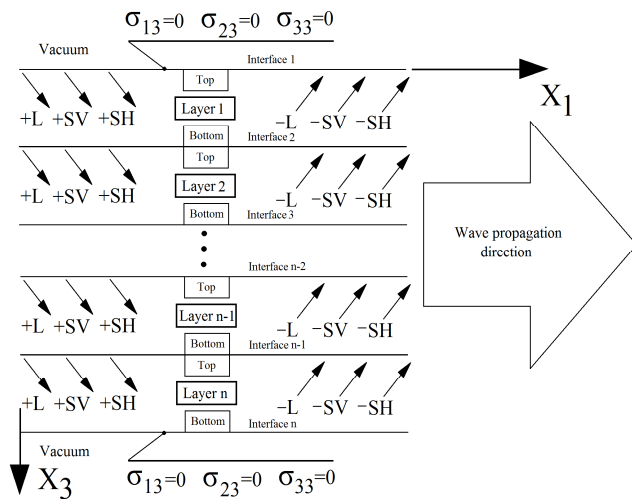 σ13=0 σ23=0 σ33=0
Vacuum
Interface 1
X1
Top
+L +SV +SH
Layer 1
−L −SV −SH
Bottom
Interface 2
Top
+L +SV +SH
Layer 2
−L −SV −SH
Bottom
Interface 3
Wave propagation
direction
Interface n-2
Top
+L +SV +SH
Layer n-1
−L −SV −SH
Bottom
Interface n-1
Top
+L +SV +SH
Layer n
−L −SV −SH
Bottom
Interface n
Vacuum
X3
σ13=0 σ23=0 σ33=0